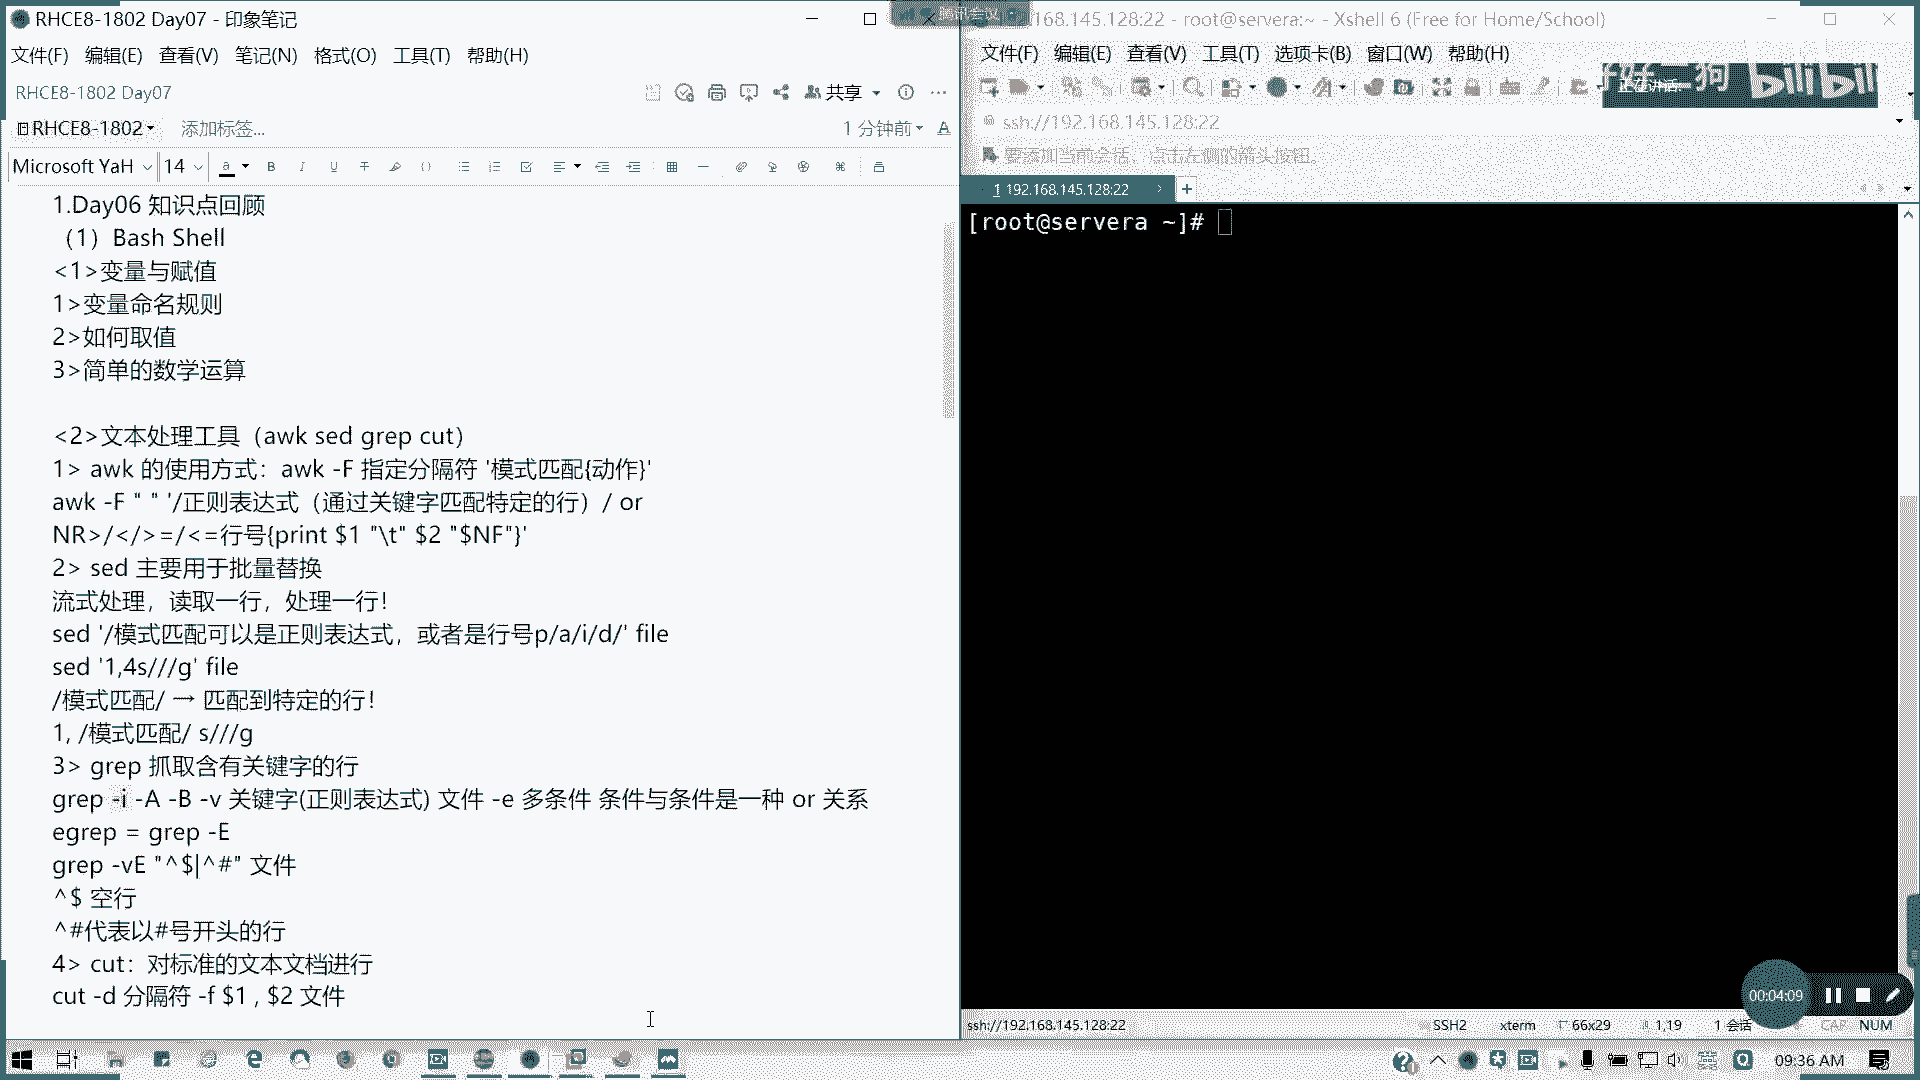 RHCE8-1802 Day07 - 印象笔记
文件(F) 编辑(E) 查看(V) 笔记(N) 格式(O) 工具(T) 帮助(H)
RHCE8-1802 Day07
共享
RHCE8-1802
添加标签...
1 分钟前
Microsoft YaH 14
1.Day06 知识点回顾
（1）Bash Shell
<1>变量与赋值
1>变量命名规则
2>如何取值
3>简单的数学运算
<2>文本处理工具（awk sed grep cut）
1> awk 的使用方式：awk -F 指定分隔符 '模式匹配{动作}'
awk -F " " '/正则表达式（通过关键字匹配特定的行）/ or
NR>/</>=/<=行号{print $1 "\t" $2 "$NF"}'
2> sed 主要用于批量替换
流式处理，读取一行，处理一行！
sed '/模式匹配可以是正则表达式，或者是行号p/a/i/d/' file
sed '1,4s///g' file
/模式匹配/ → 匹配到特定的行！
1, /模式匹配/ s///g
3> grep 抓取含有关键字的行
grep -i -A -B -v 关键字(正则表达式) 文件 -e 多条件 条件与条件是一种 or 关系
egrep = grep -E
grep -vE "^$|^#" 文件
^$ 空行
^#代表以#号开头的行
4> cut：对标准的文本文档进行
cut -d 分隔符 -f $1 , $2 文件
腾讯会议
168.145.128:22 - root@servera:~ - Xshell 6 (Free for Home/School)
文件(F) 编辑(E) 查看(V) 工具(T) 选项卡(B) 窗口(W) 帮助(H)
正在讲话:
bilibili
ssh://192.168.145.128:22
要添加当前会话，点击左侧的箭头按钮。
1 192.168.145.128:22
[root@servera ~]#
00:04:09
ssh://192.168.145.128:22
SSH2 xterm 66x29 1,19 1 会话 CAP NUM
09:36 AM